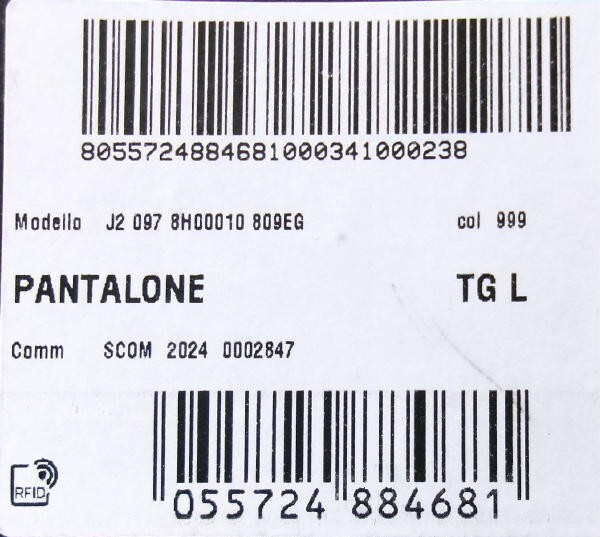 8055724884681000341000238
Modello J2 097 8H00010 809EG col 999
PANTALONE TG L
Comm SCOM 2024 0002847
RFID
055724 884681